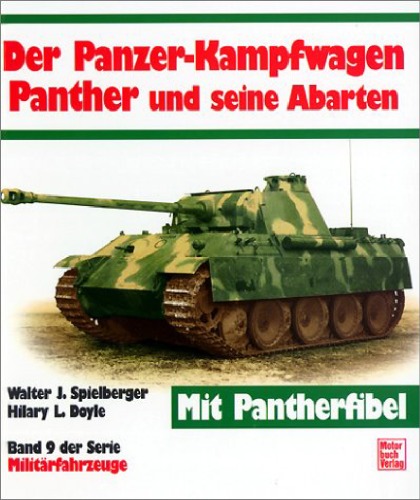 Der Panzer-Kampfwagen
Panther und seine Abarten
Walter J. Spielberger
Hilary L. Doyle
Mit Pantherfibel
Band 9 der Serie
Militärfahrzeuge
Motor
buch
Verlag